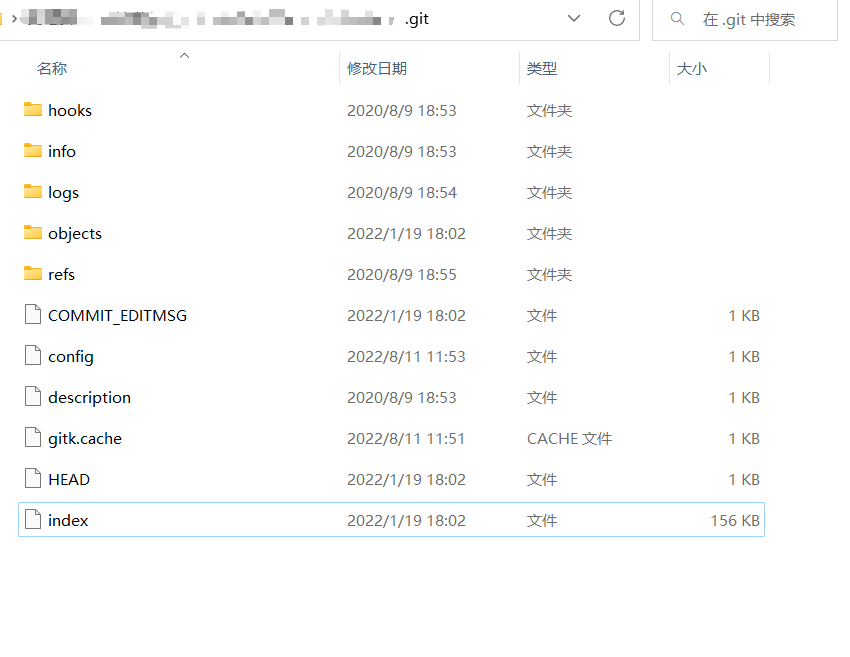 .git 在 .git 中搜索
名称 修改日期 类型 大小
hooks 2020/8/9 18:53 文件夹
info 2020/8/9 18:53 文件夹
logs 2020/8/9 18:54 文件夹
objects 2022/1/19 18:02 文件夹
refs 2020/8/9 18:55 文件夹
COMMIT_EDITMSG 2022/1/19 18:02 文件 1 KB
config 2022/8/11 11:53 文件 1 KB
description 2020/8/9 18:53 文件 1 KB
gitk.cache 2022/8/11 11:51 CACHE 文件 1 KB
HEAD 2022/1/19 18:02 文件 1 KB
index 2022/1/19 18:02 文件 156 KB